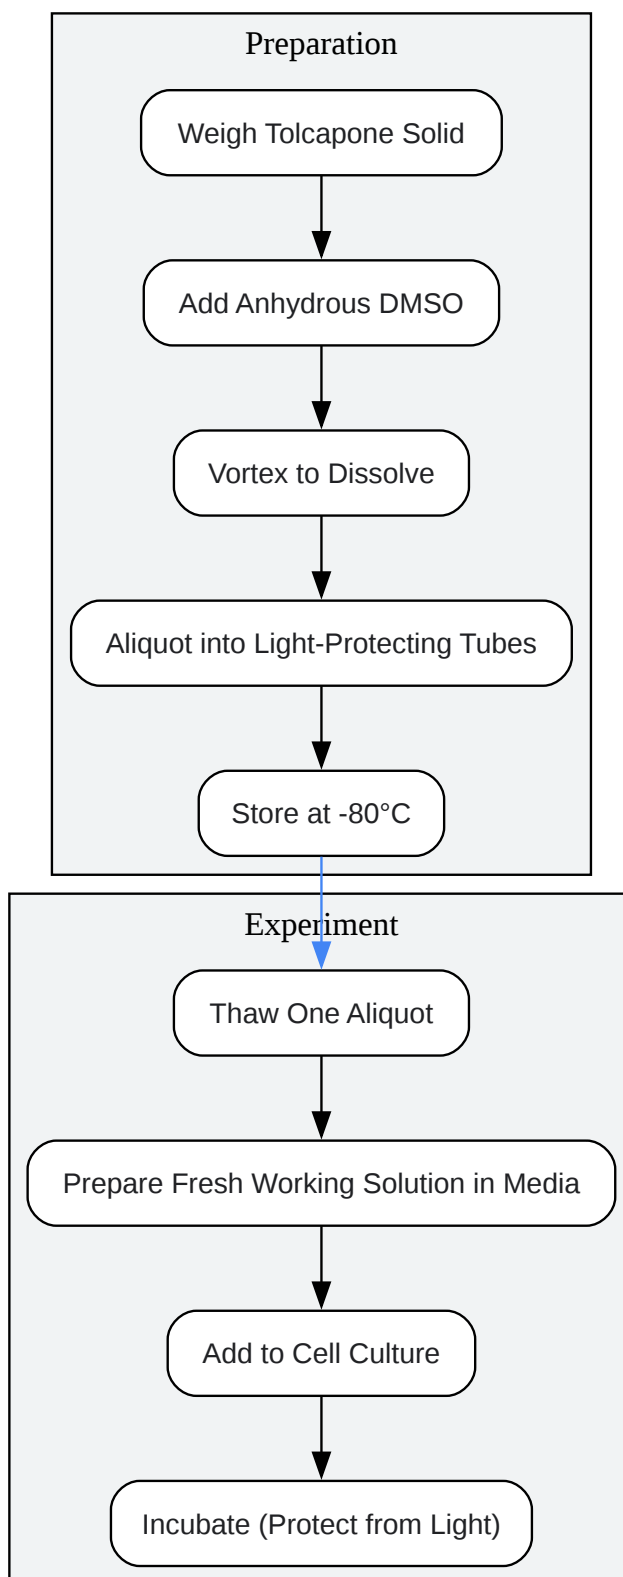 Preparation
Weigh Tolcapone Solid
Add Anhydrous DMSO
Vortex to Dissolve
Aliquot into Light-Protecting Tubes
Store at -80°C
Experiment
Thaw One Aliquot
Prepare Fresh Working Solution in Media
Add to Cell Culture
Incubate (Protect from Light)